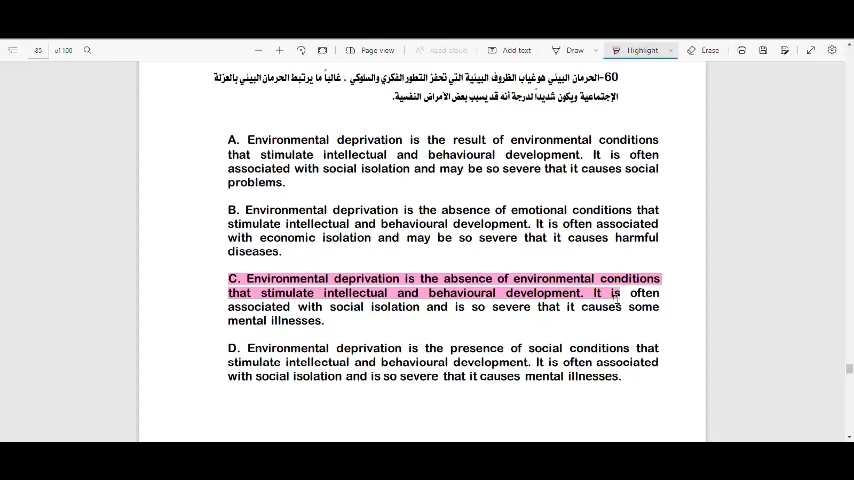 85 of 100 Page view Read aloud Add text Draw Highlight Erase
60-الحرمان البيئي هو غياب الظروف البيئية التي تحفز التطور الفكري والسلوكي . غالباً ما يرتبط الحرمان البيئي بالعزلة
الإجتماعية ويكون شديداً لدرجة أنه قد يسبب بعض الأمراض النفسية.
A. Environmental deprivation is the result of environmental conditions
that stimulate intellectual and behavioural development. It is often
associated with social isolation and may be so severe that it causes social
problems.
B. Environmental deprivation is the absence of emotional conditions that
stimulate intellectual and behavioural development. It is often associated
with economic isolation and may be so severe that it causes harmful
diseases.
C. Environmental deprivation is the absence of environmental conditions
that stimulate intellectual and behavioural development. It is often
associated with social isolation and is so severe that it causes some
mental illnesses.
D. Environmental deprivation is the presence of social conditions that
stimulate intellectual and behavioural development. It is often associated
with social isolation and is so severe that it causes mental illnesses.